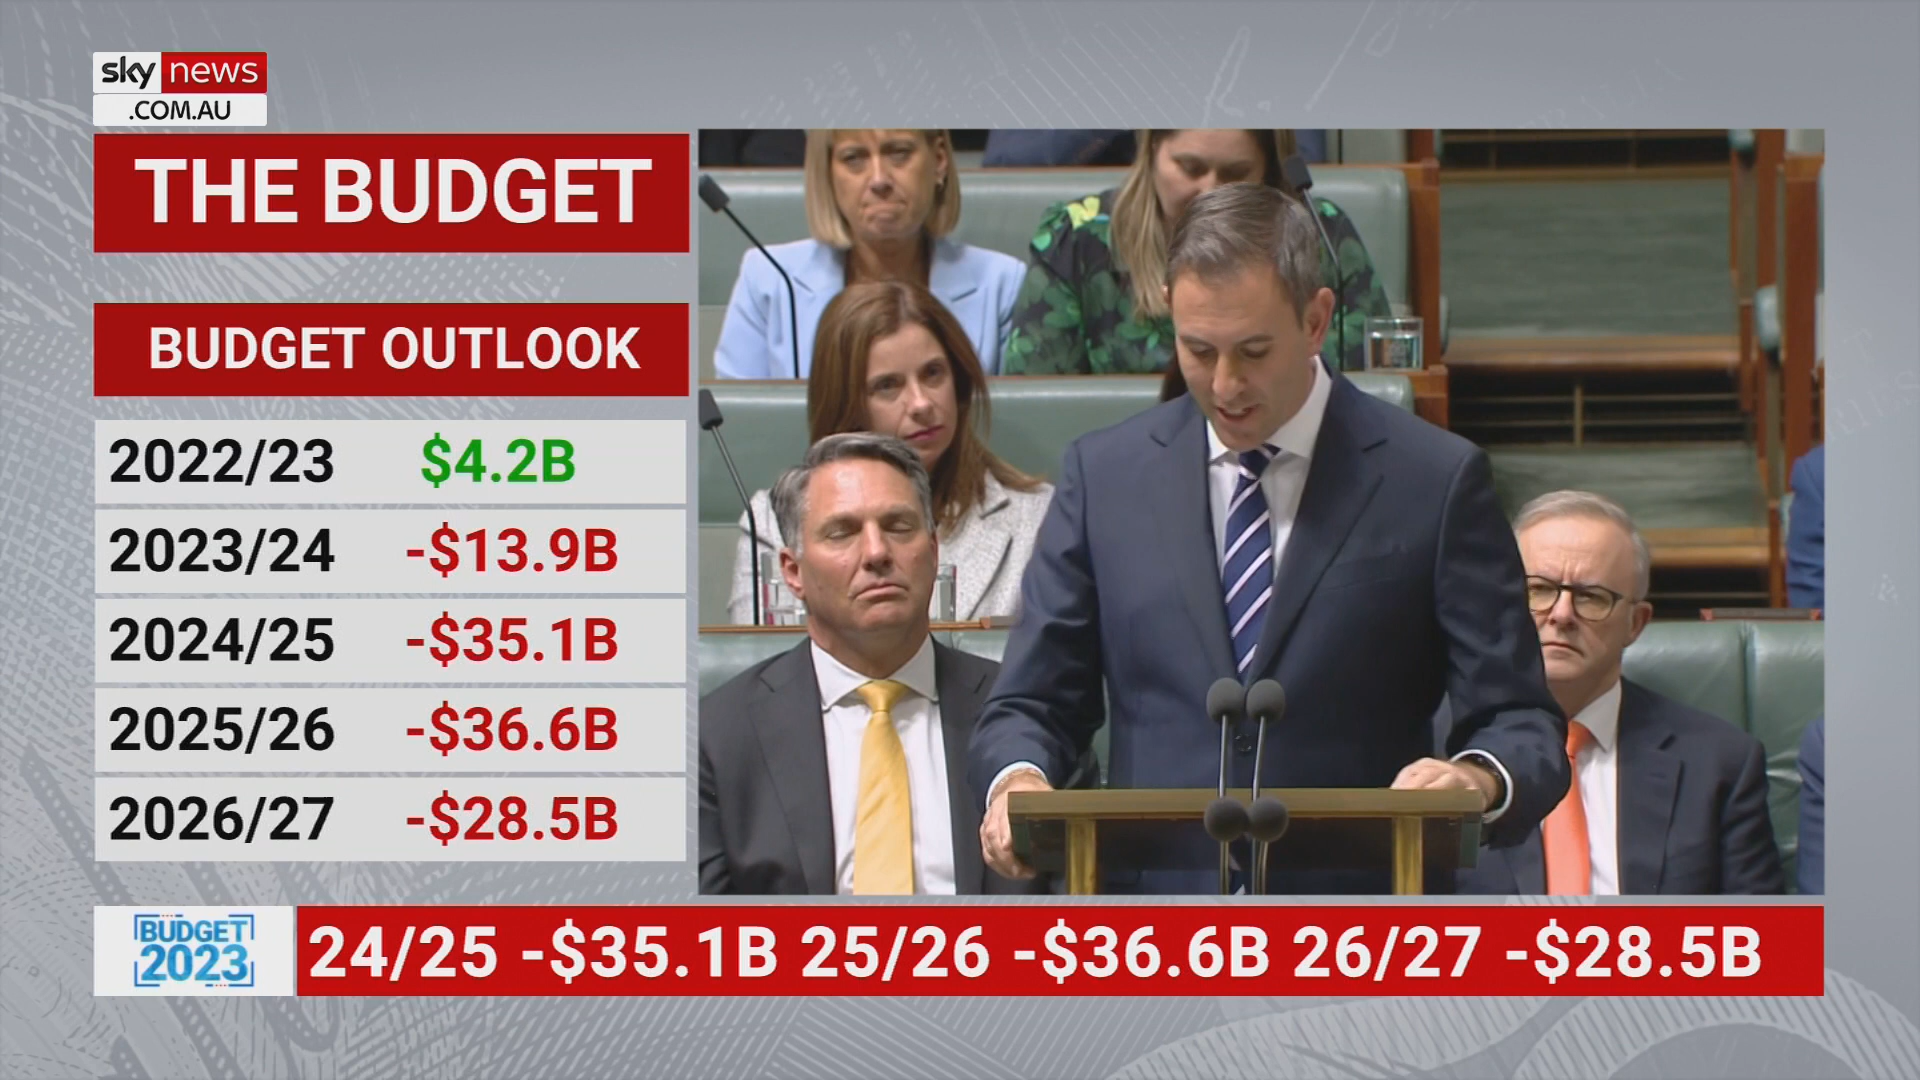 sky news
.COM.AU
THE BUDGET
BUDGET OUTLOOK
2022/23 $4.2B
2023/24 -$13.9B
2024/25 -$35.1B
2025/26 -$36.6B
2026/27 -$28.5B
BUDGET
2023
24/25 -$35.1B 25/26 -$36.6B 26/27 -$28.5B